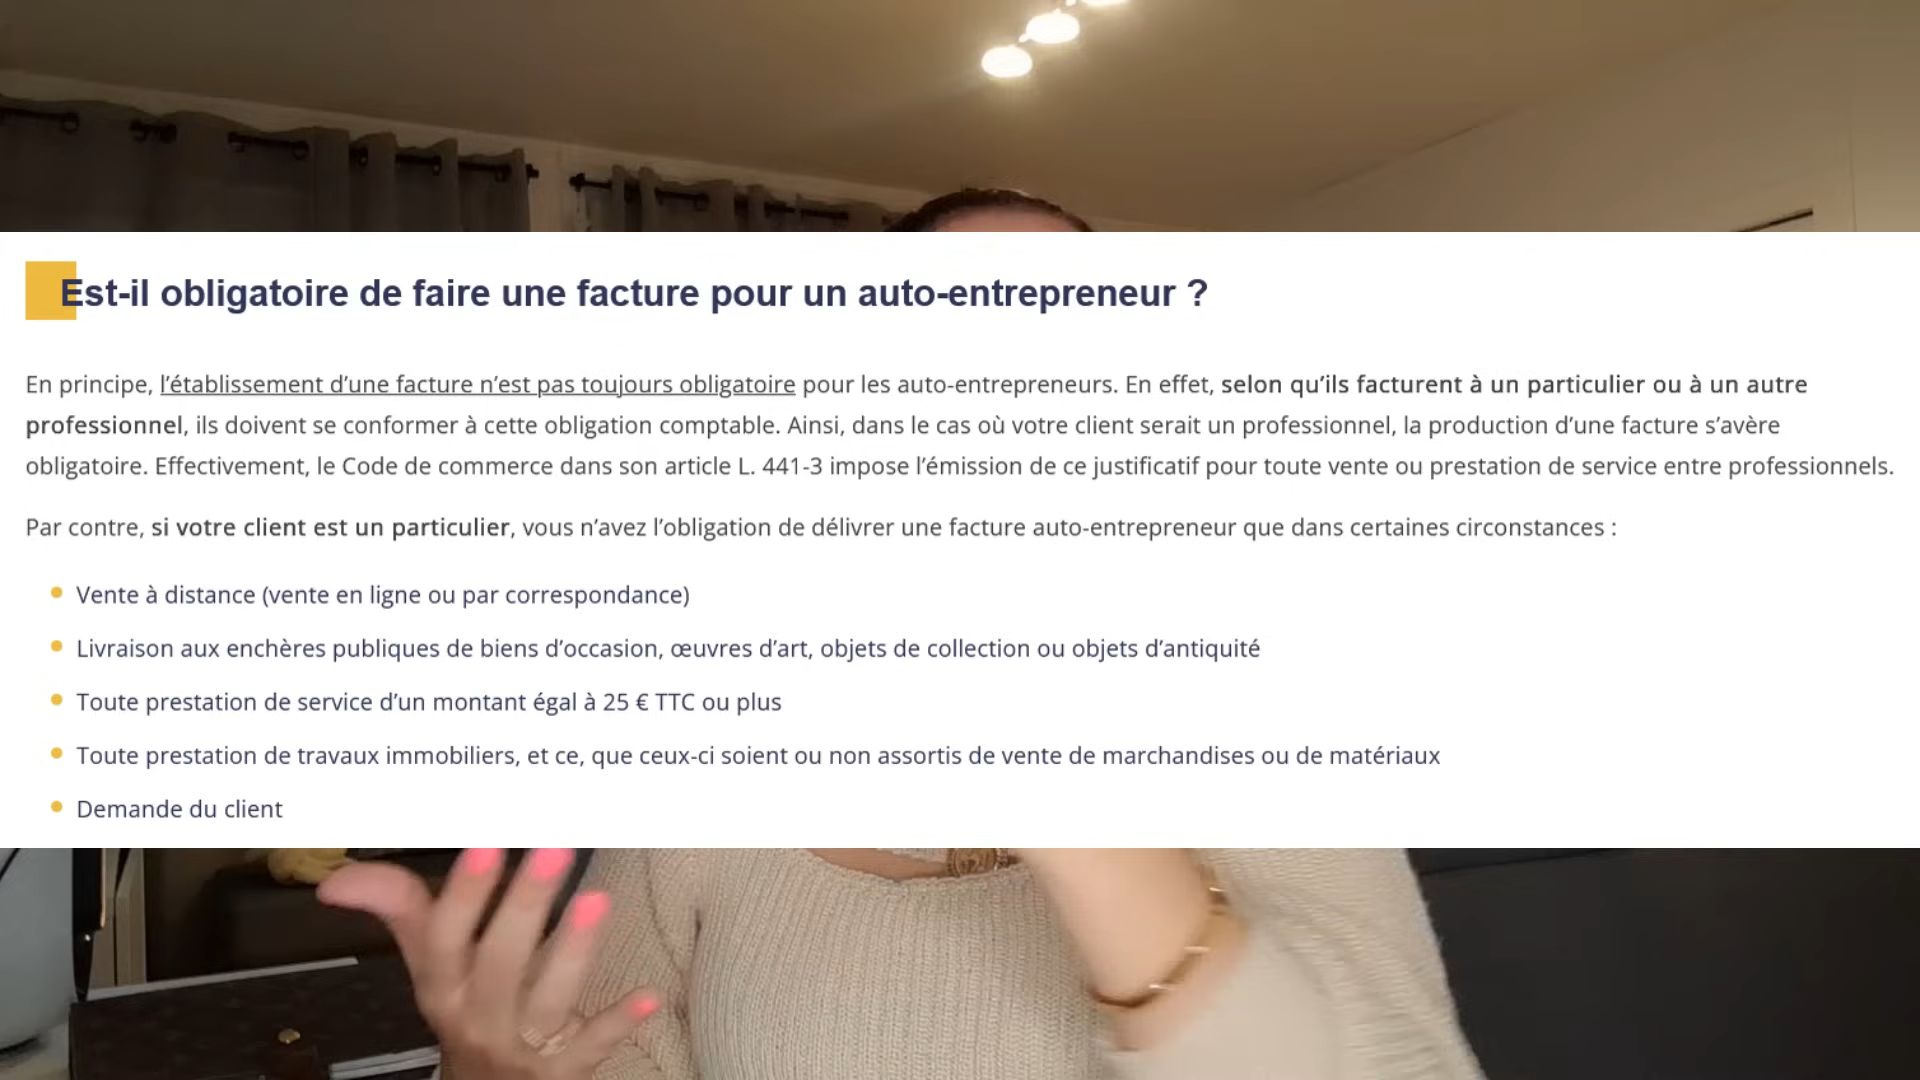 Est-il obligatoire de faire une facture pour un auto-entrepreneur ?
En principe, l’établissement d’une facture n’est pas toujours obligatoire pour les auto-entrepreneurs. En effet, selon qu’ils facturent à un particulier ou à un autre
professionnel, ils doivent se conformer à cette obligation comptable. Ainsi, dans le cas où votre client serait un professionnel, la production d’une facture s’avère
obligatoire. Effectivement, le Code de commerce dans son article L. 441-3 impose l’émission de ce justificatif pour toute vente ou prestation de service entre professionnels.
Par contre, si votre client est un particulier, vous n’avez l’obligation de délivrer une facture auto-entrepreneur que dans certaines circonstances :
Vente à distance (vente en ligne ou par correspondance)
Livraison aux enchères publiques de biens d’occasion, œuvres d’art, objets de collection ou objets d’antiquité
Toute prestation de service d’un montant égal à 25 € TTC ou plus
Toute prestation de travaux immobiliers, et ce, que ceux-ci soient ou non assortis de vente de marchandises ou de matériaux
Demande du client